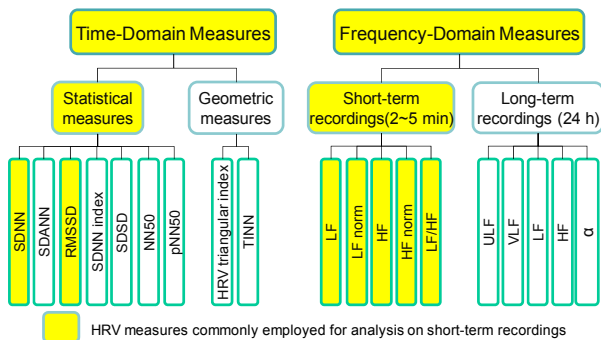 Time-Domain Measures
Frequency-Domain Measures
Statistical
measures
Geometric
measures
Short-term
recordings(2~5 min)
Long-term
recordings (24 h)
SDNN
SDANN
RMSSD
SDNN index
SDSD
NN50
pNN50
HRV triangular index
TINN
LF
LF norm
HF
HF norm
LF/HF
ULF
VLF
LF
HF
α
HRV measures commonly employed for analysis on short-term recordings